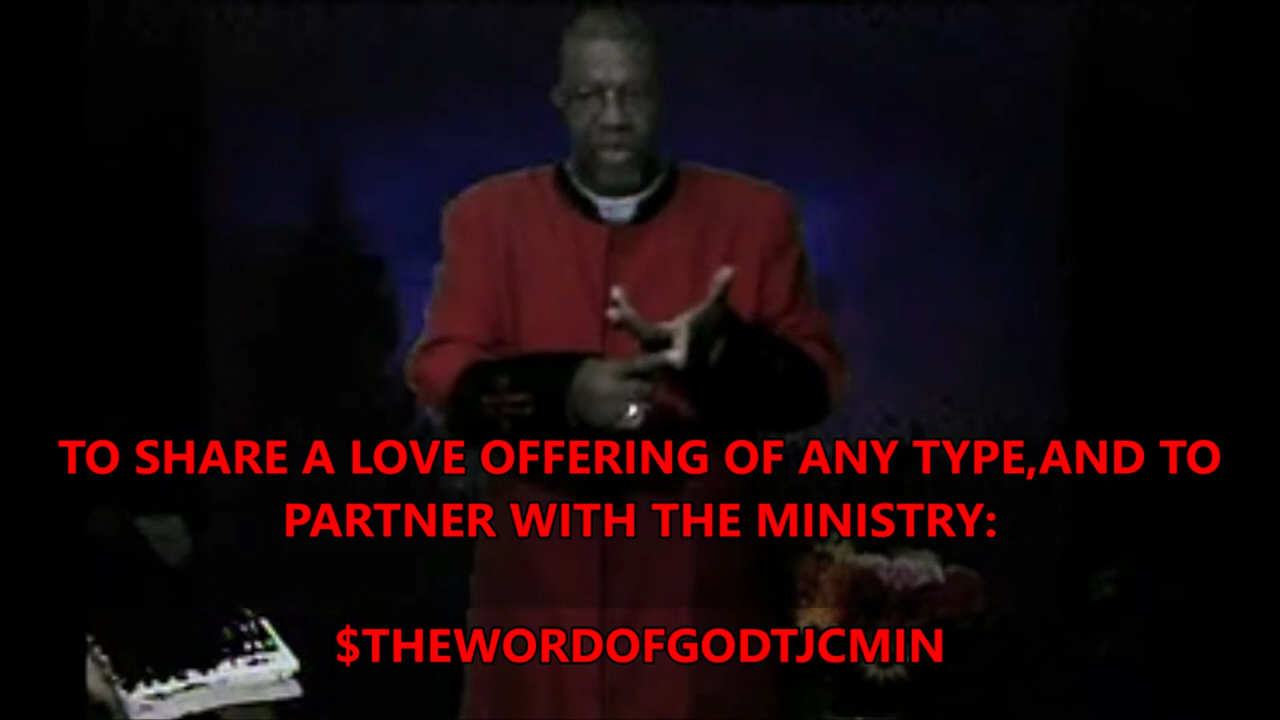 TO SHARE A LOVE OFFERING OF ANY TYPE,AND TO
PARTNER WITH THE MINISTRY:
$THEWORDOFGODTJCMIN